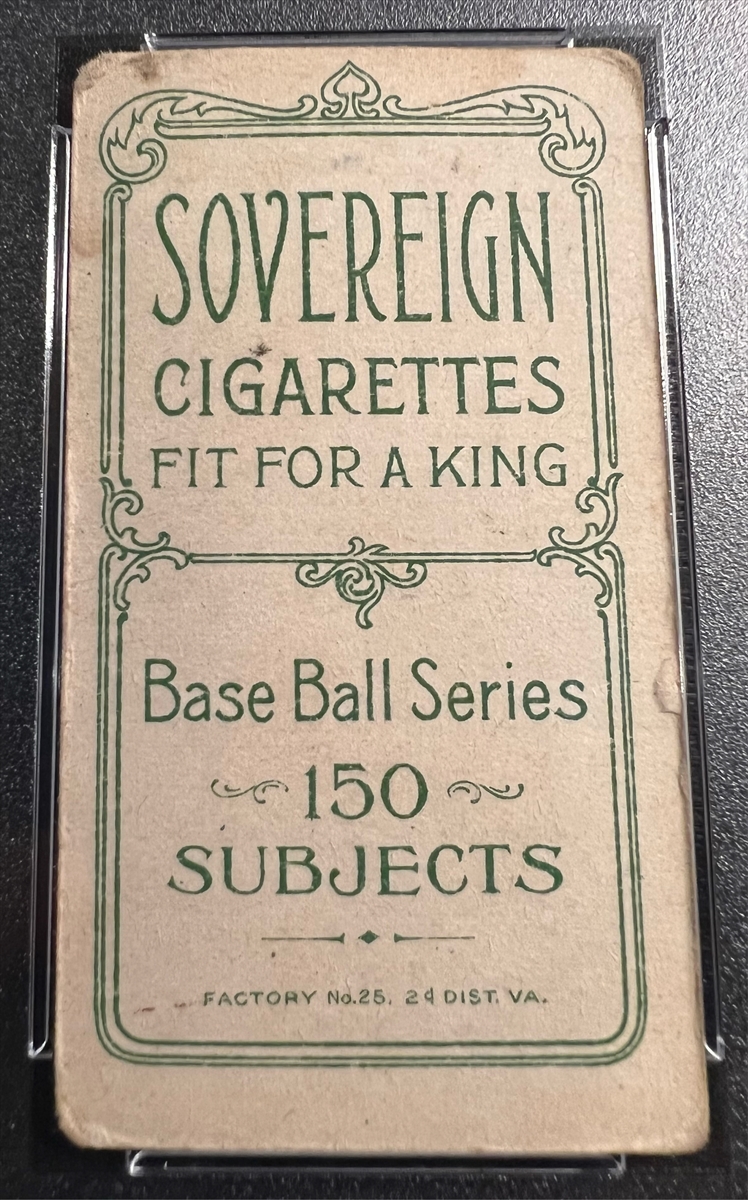 SOVEREIGN
CIGARETTES
FIT FOR A KING
Base Ball Series
150
SUBJECTS
FACTORY No.25, 2d DIST. VA.